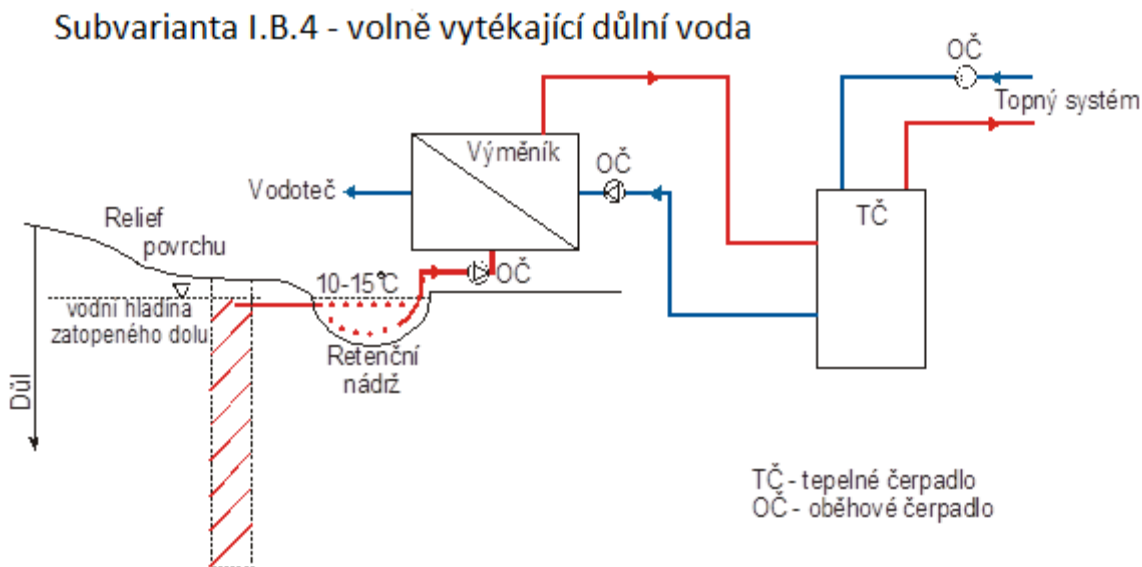 Subvarianta I.B.4 - volně vytékající důlní voda
OČ
Topný systém
Výměník
OČ
Vodoteč
TČ
Relief
povrchu
OČ
10-15°C
vodní hladina
zatopeného dolu
Retenční
nádrž
Důl
TČ - tepelné čerpadlo
OČ - oběhové čerpadlo